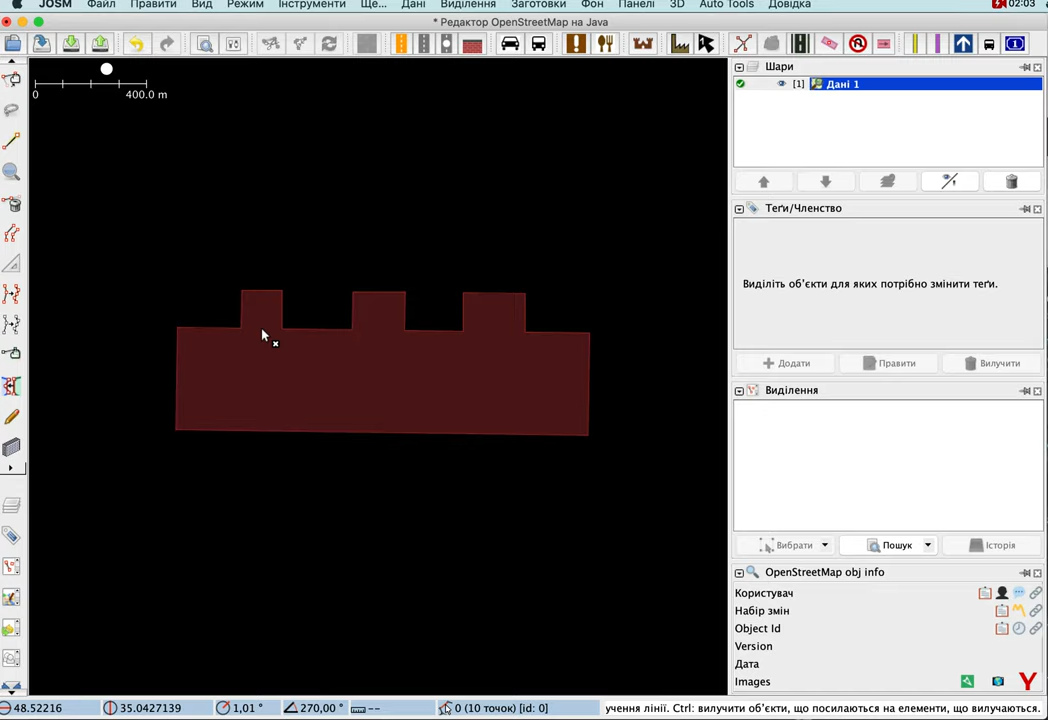 JOSM Файл Правити Вид Режим Інструменти Ще... Дані Виділення Заготовки Фон Панелі 3D Auto Tools Довідка 02:03
* Редактор OpenStreetMap на Java
0 400.0 m
Шари
[1] Дані 1
Теґи/Членство
Виділіть об’єкти для яких потрібно змінити теґи.
Додати Правити Вилучити
Виділення
Вибрати Пошук Історія
OpenStreetMap obj info
Користувач
Набір змін
Object Id
Version
Дата
Images
48.52216 35.0427139 1,01 ° 270,00 ° -- 0 (10 точок) [id: 0] учення лінії. Ctrl: вилучити об’єкти, що посилаються на елементи, що вилучаються.